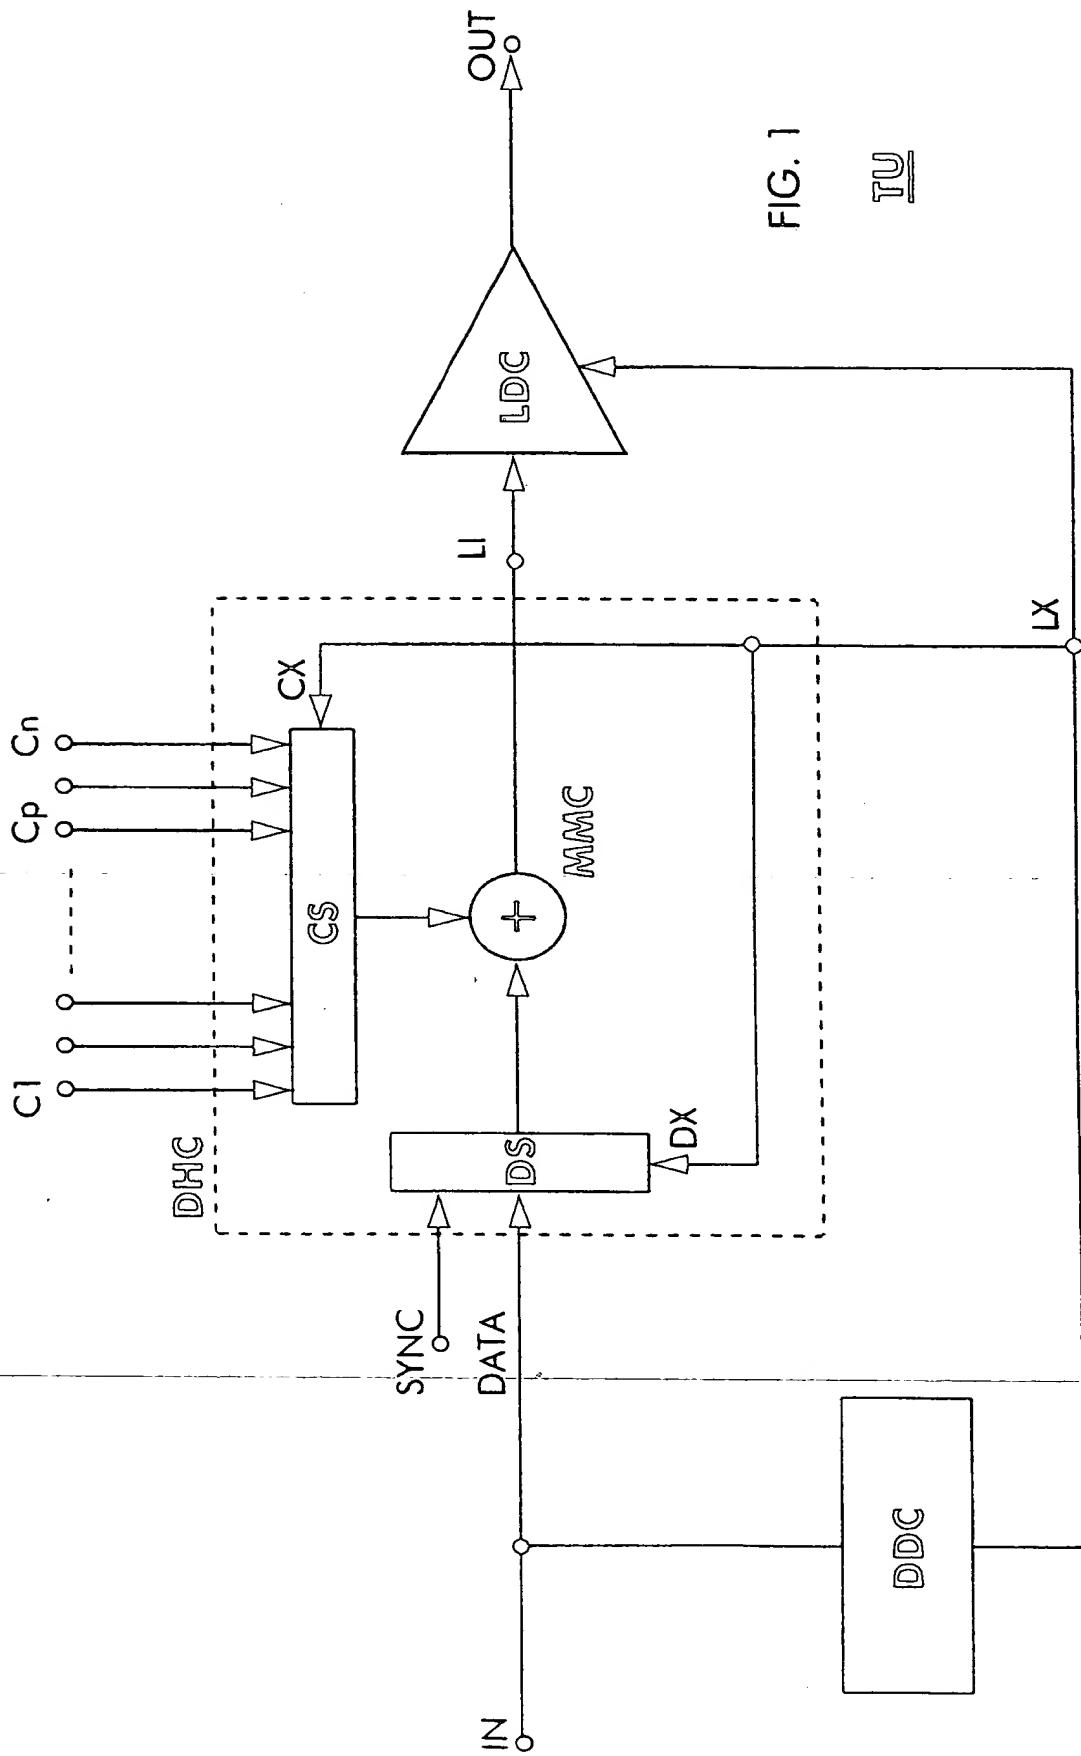 C1
Cp
Cn
DHC
CX
CS
SYNC
DATA
DS
DX
MMC
LI
LDC
OUT
IN
DDC
LX
FIG. 1
TU